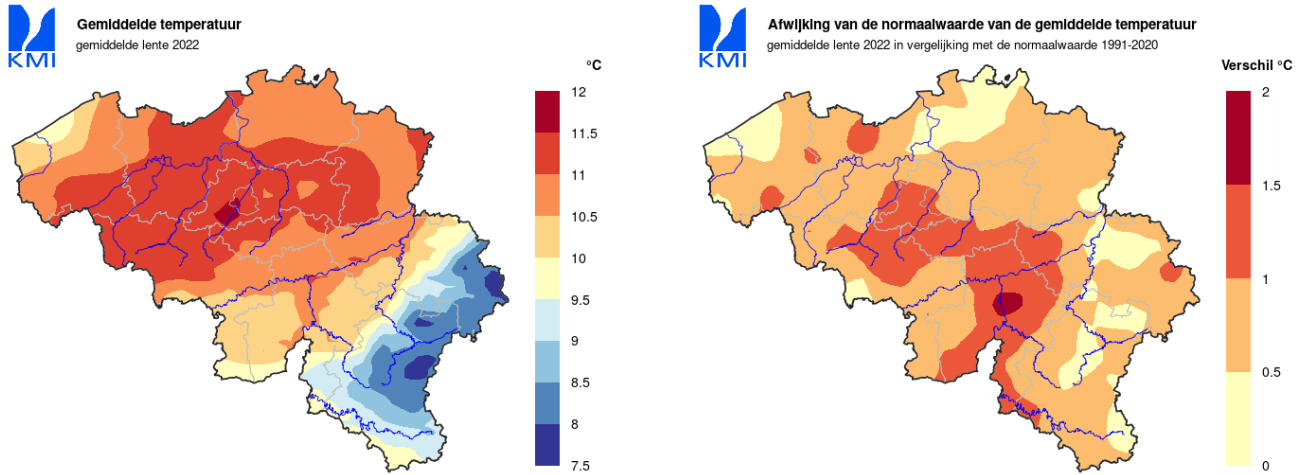 KMI
Gemiddelde temperatuur
gemiddelde lente 2022
°C
12
11.5
11
10.5
10
9.5
9
8.5
8
7.5
KMI
Afwijking van de normaalwaarde van de gemiddelde temperatuur
gemiddelde lente 2022 in vergelijking met de normaalwaarde 1991-2020
Verschil °C
2
1.5
1
0.5
0